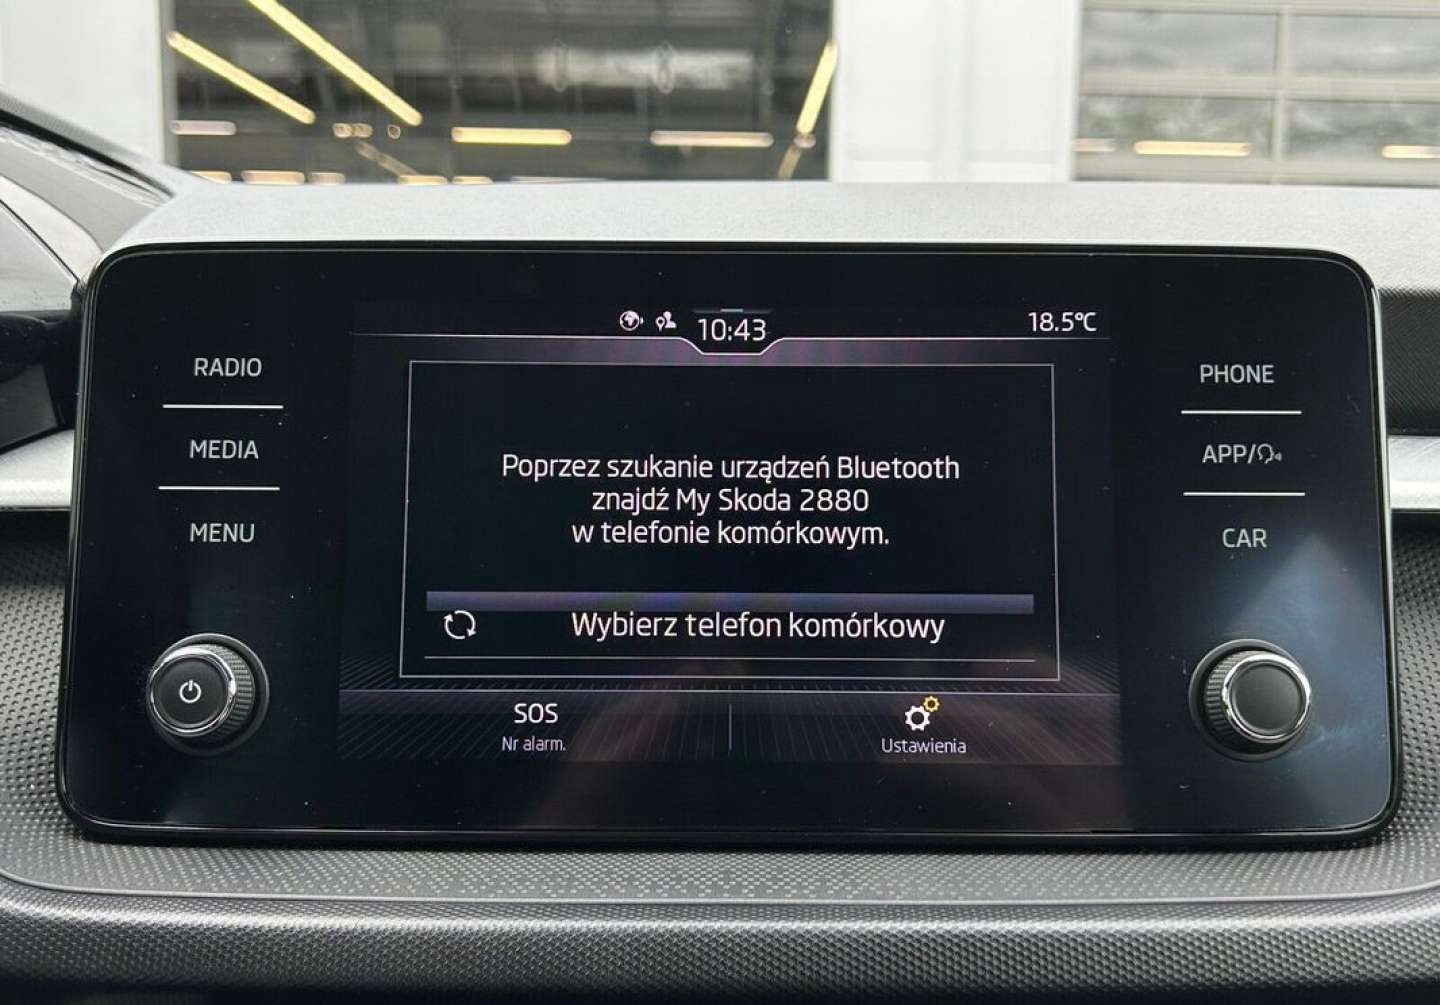 10:43
18.5°C
RADIO
MEDIA
MENU
Poprzez szukanie urządzeń Bluetooth
znajdź My Skoda 2880
w telefonie komórkowym.
Wybierz telefon komórkowy
SOS
Nr alarm.
Ustawienia
PHONE
APP/
CAR